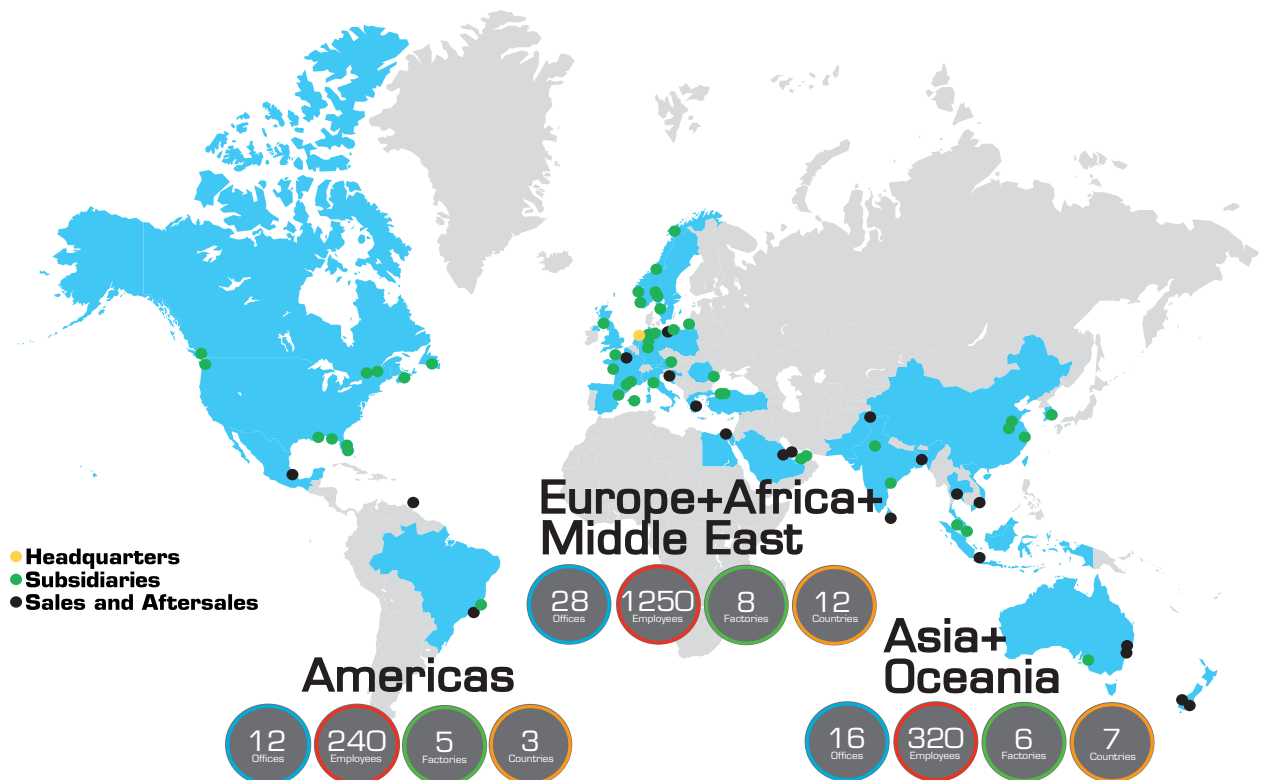 Europe+Africa+
Middle East
28
Offices
1250
Employees
8
Factories
12
Countries
Headquarters
Subsidiaries
Sales and Aftersales
Asia+
Oceania
16
Offices
320
Employees
6
Factories
7
Countries
Americas
12
Offices
240
Employees
5
Factories
3
Countries